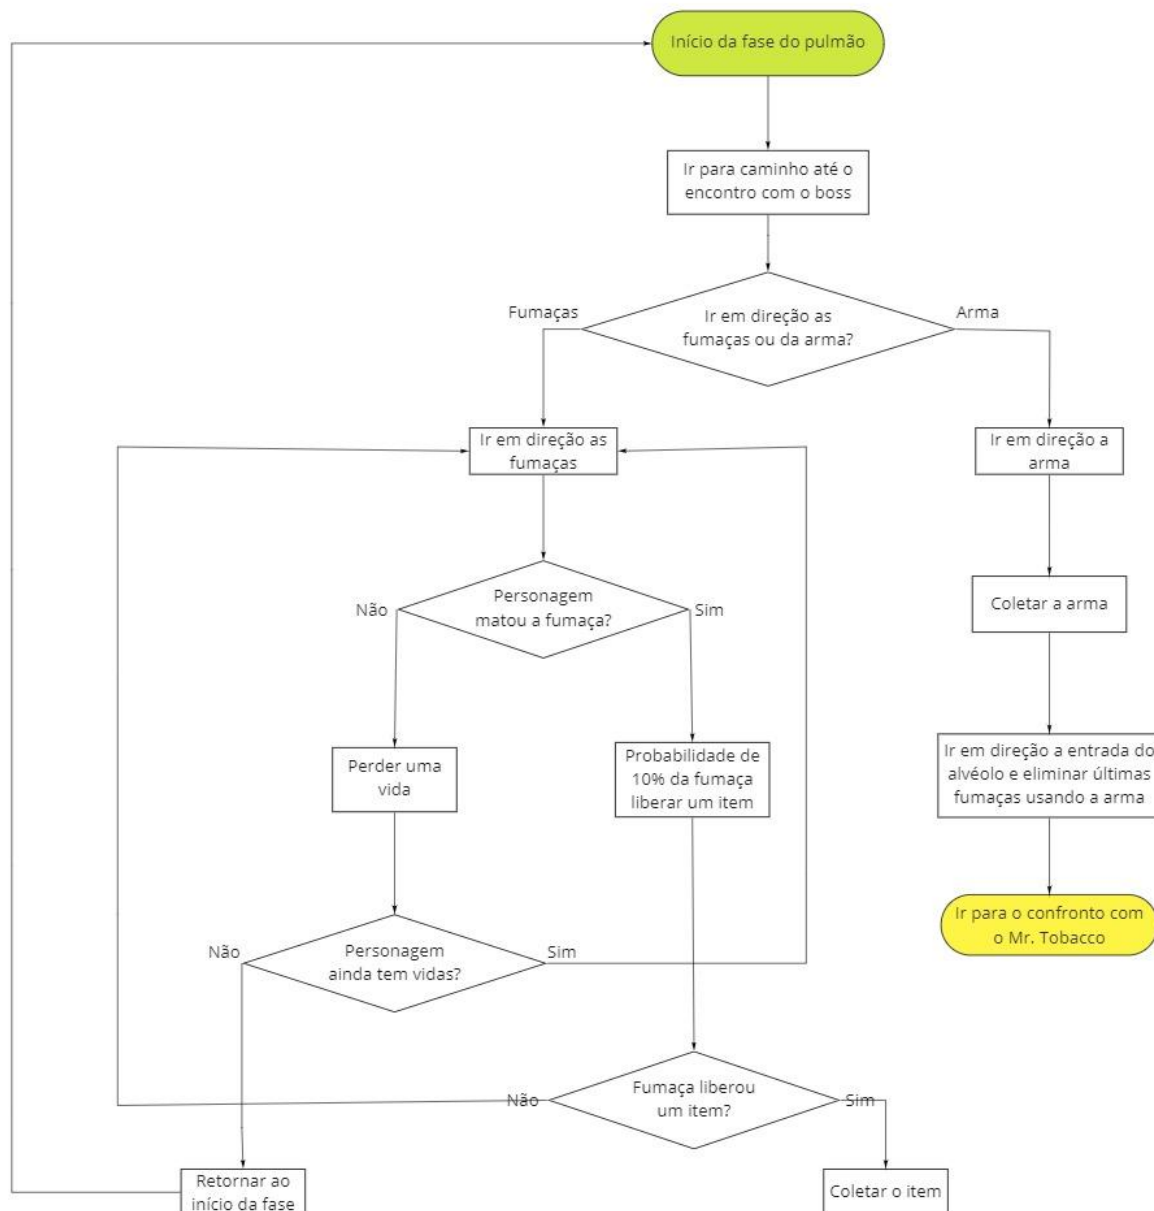 Início da fase do pulmão
Ir para caminho até o
encontro com o boss
Fumaças
Ir em direção as
fumaças ou da arma?
Arma
Ir em direção as
fumaças
Ir em direção a
arma
Não
Personagem
matou a fumaça?
Sim
Coletar a arma
Perder uma
vida
Probabilidade de
10% da fumaça
liberar um item
Ir em direção a entrada do
alvéolo e eliminar últimas
fumaças usando a arma
Ir para o confronto com
o Mr. Tobacco
Não
Personagem
ainda tem vidas?
Sim
Não
Fumaça liberou
um item?
Sim
Retornar ao
início da fase
Coletar o item